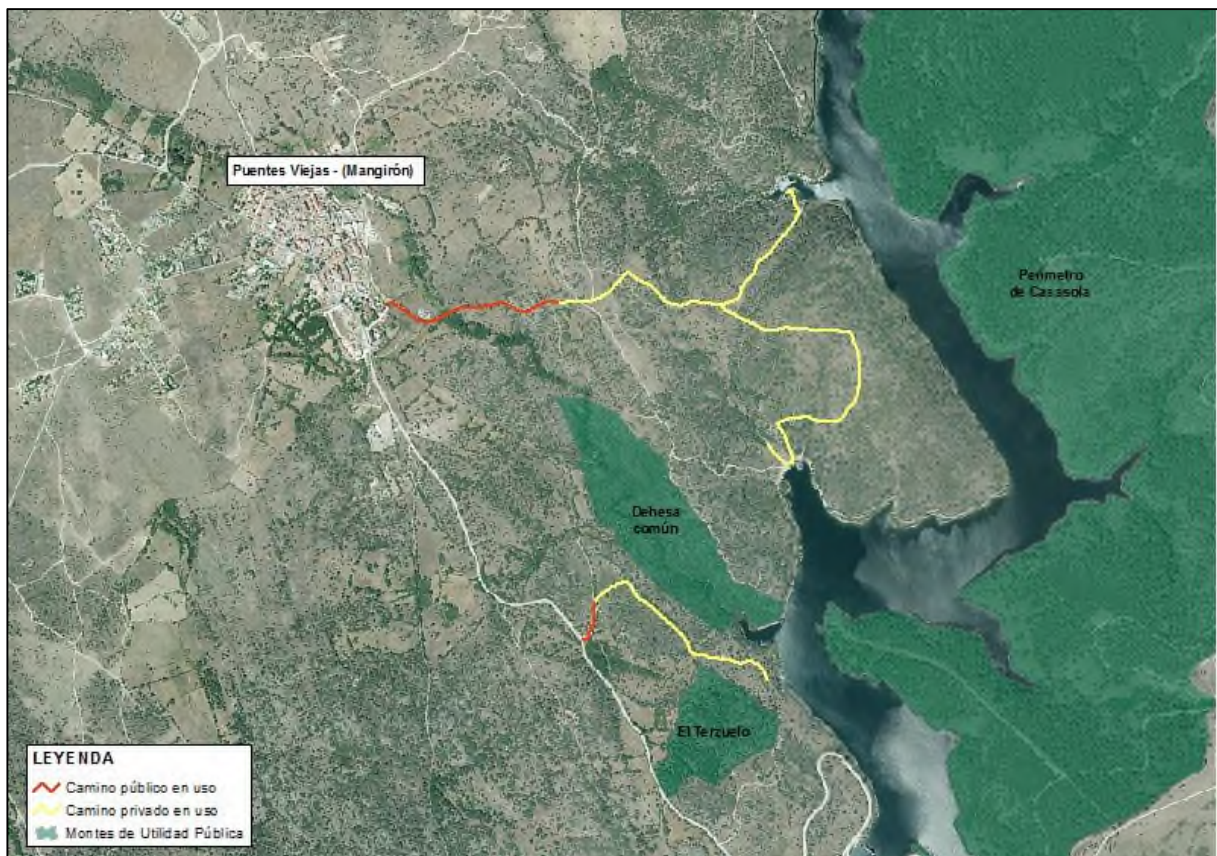 Puentes Viejas - (Mangirón)
Perímetro
de Casasola
Dehesa
común
El Terzuelo
LEYENDA
Camino público en uso
Camino privado en uso
Montes de Utilidad Pública